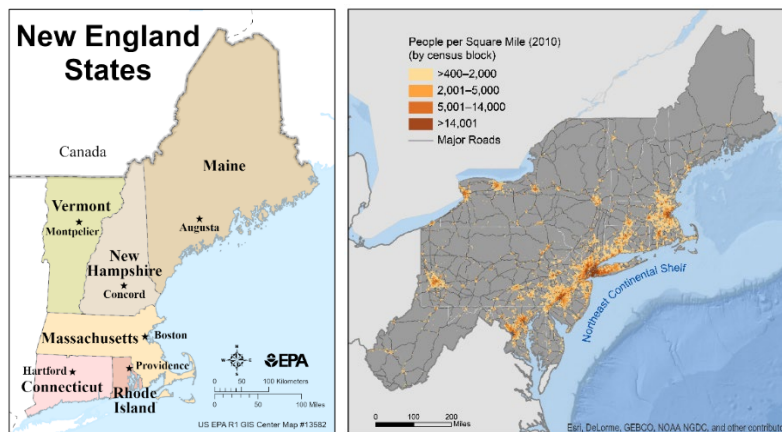 New England
States
Canada
Maine
Vermont
Montpelier
Augusta
New
Hampshire
Concord
Massachusetts
Boston
Hartford
Providence
Connecticut
Rhode
Island
N
W
E
S
EPA
0 50 100 Kilometers
0 50 100 Miles
US EPA R1 GIS Center Map #13582
People per Square Mile (2010)
(by census block)
>400–2,000
2,001–5,000
5,001–14,000
>14,001
Major Roads
Northeast Continental Shelf
0 100 200
Miles
Esri, DeLorme, GEBCO, NOAA NGDC, and other contribut